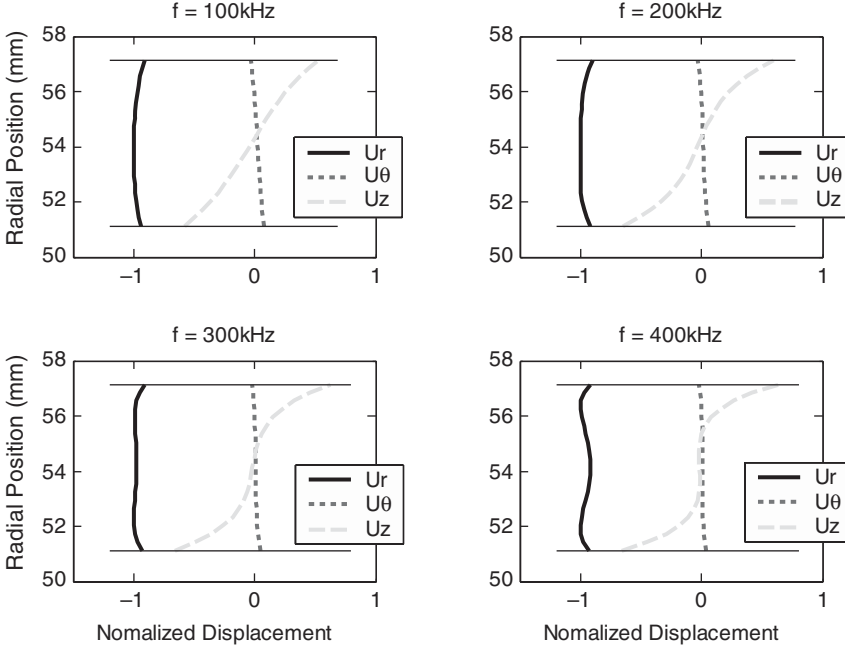 f = 100kHz
58
56
54
52
50
Radial Position (mm)
Ur
Uθ
Uz
−1
0
1
f = 200kHz
58
56
54
52
50
Ur
Uθ
Uz
−1
0
1
f = 300kHz
58
56
54
52
50
Radial Position (mm)
Ur
Uθ
Uz
−1
0
1
Nomalized Displacement
f = 400kHz
58
56
54
52
50
Ur
Uθ
Uz
−1
0
1
Nomalized Displacement